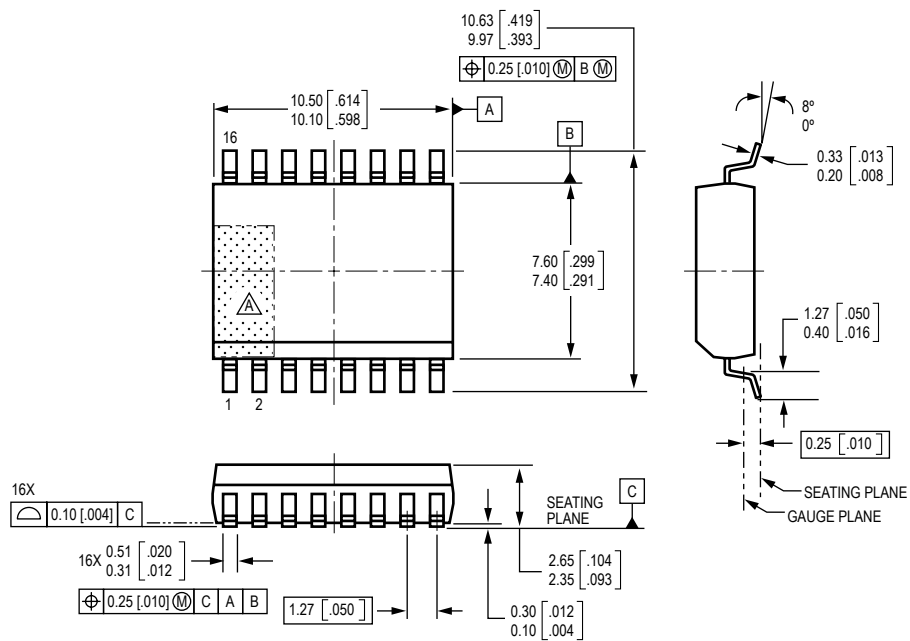 10.63 [.419]
9.97 [.393]
⌖ 0.25 [.010] Ⓜ B Ⓜ
10.50 [.614]
10.10 [.598]
A
16
B
8º
0º
0.33 [.013]
0.20 [.008]
7.60 [.299]
7.40 [.291]
A
1.27 [.050]
0.40 [.016]
1 2
0.25 [.010]
16X
⌓ 0.10 [.004] C
SEATING
PLANE
C
SEATING PLANE
GAUGE PLANE
16X 0.51 [.020]
0.31 [.012]
2.65 [.104]
2.35 [.093]
⌖ 0.25 [.010] Ⓜ C A B
1.27 [.050]
0.30 [.012]
0.10 [.004]